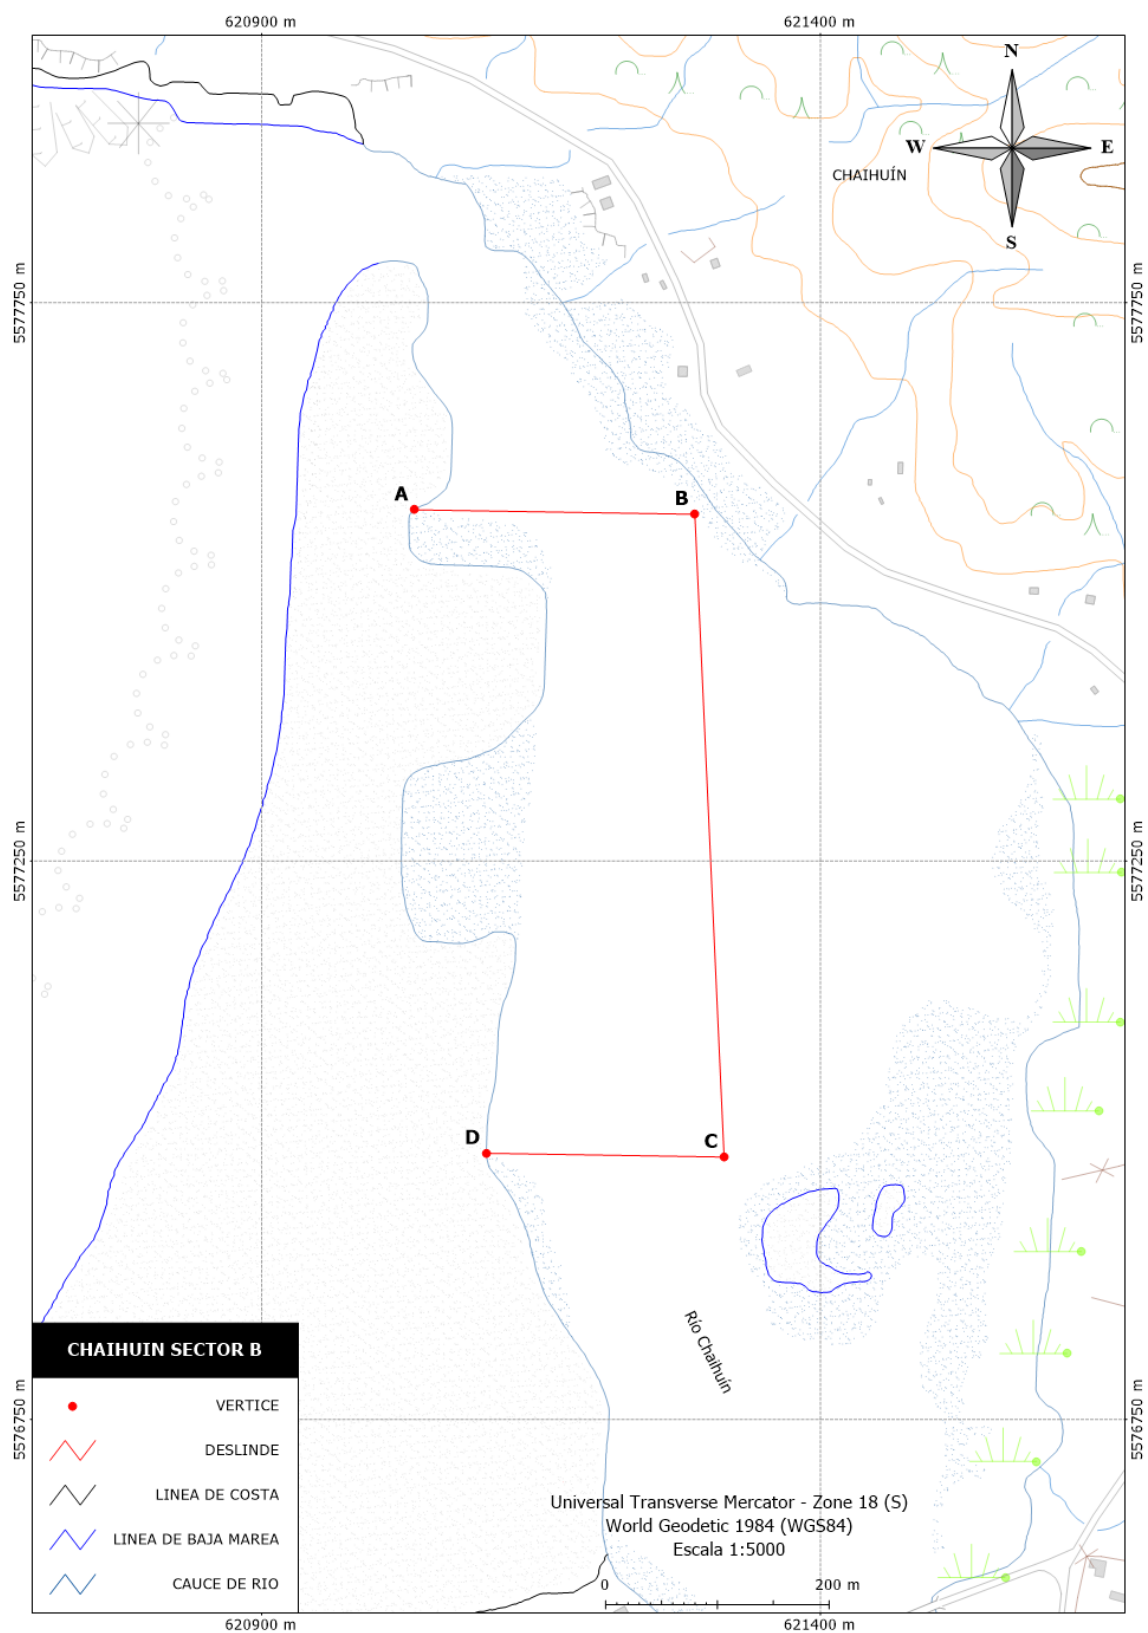 620900 m
621400 m
N
W
E
S
CHAIHUÍN
5577750 m
5577750 m
A
B
5577250 m
5577250 m
D
C
Río Chaihuín
CHAIHUIN SECTOR B
VERTICE
DESLINDE
LINEA DE COSTA
LINEA DE BAJA MAREA
CAUCE DE RIO
5576750 m
5576750 m
Universal Transverse Mercator - Zone 18 (S)
World Geodetic 1984 (WGS84)
Escala 1:5000
0
200 m
620900 m
621400 m